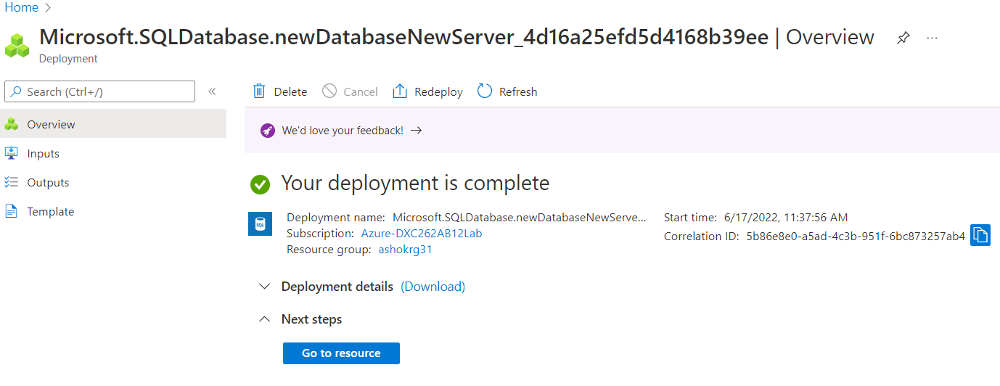 Home
Microsoft.SQLDatabase.newDatabaseNewServer_4d16a25efd5d4168b39ee | Overview
Deployment
Search (Ctrl+/)
Overview
Inputs
Outputs
Template
Delete
Cancel
Redeploy
Refresh
We'd love your feedback!
Your deployment is complete
SQL
Deployment name: Microsoft.SQLDatabase.newDatabaseNewServe...
Subscription: Azure-DXC262AB12Lab
Resource group: ashokrg31
Start time: 6/17/2022, 11:37:56 AM
Correlation ID: 5b86e8e0-a5ad-4c3b-951f-6bc873257ab4
Deployment details (Download)
Next steps
Go to resource